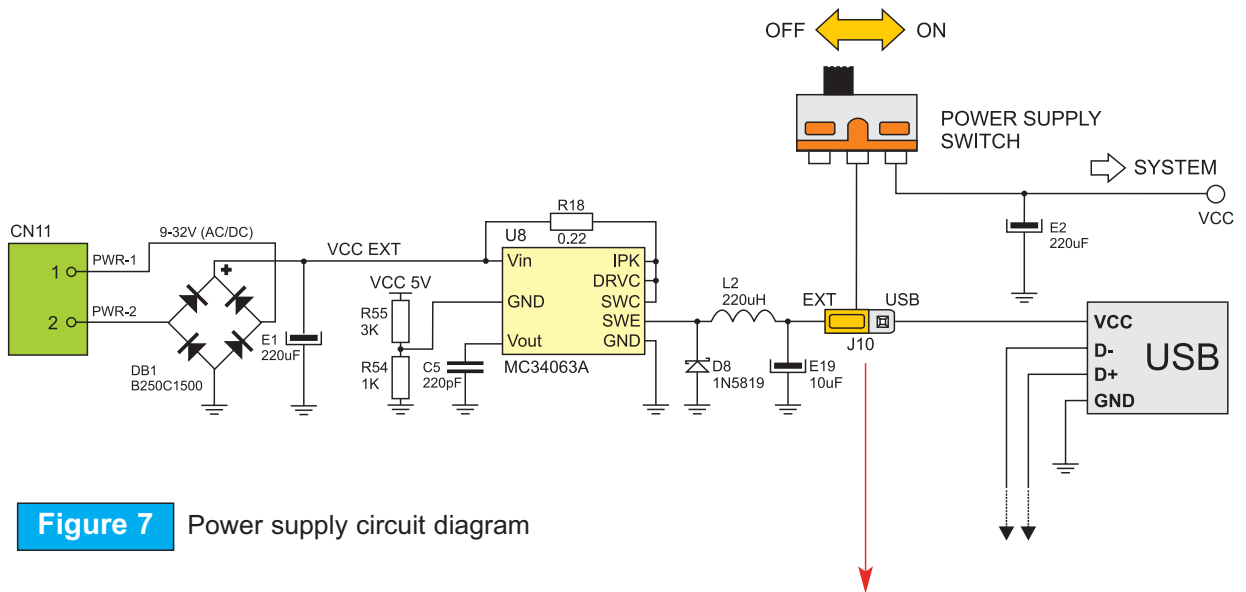 OFF ON
POWER SUPPLY
SWITCH
SYSTEM
VCC
E2
220uF
CN11
9-32V (AC/DC)
1 PWR-1
2 PWR-2
+
DB1
B250C1500
E1
220uF
VCC EXT
R18
0.22
U8
Vin IPK
DRVC
GND SWC
SWE
Vout GND
MC34063A
VCC 5V
R55
3K
R54
1K
C5
220pF
L2
220uH
D8
1N5819
E19
10uF
EXT USB
J10
VCC
D-
D+
GND
USB
Figure 7 Power supply circuit diagram